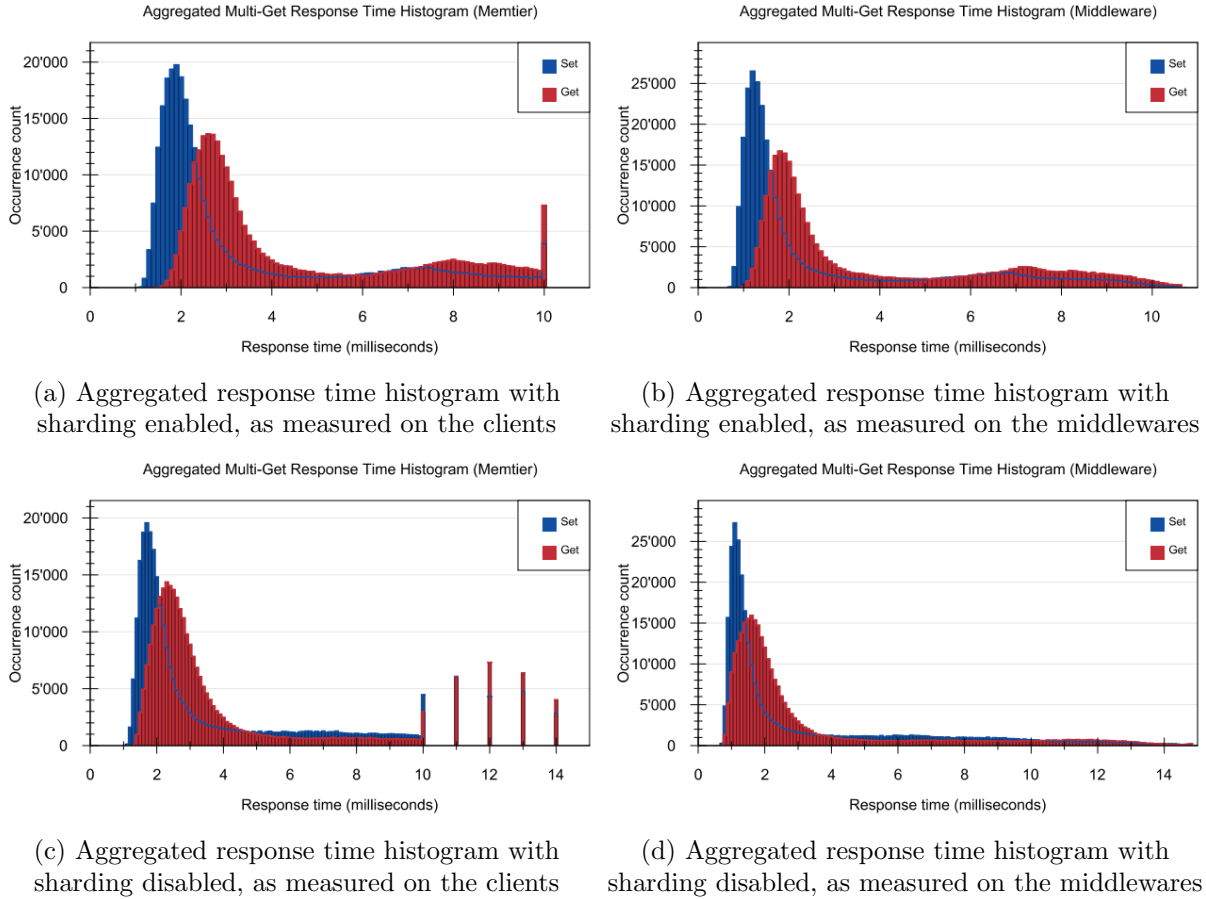 Aggregated Multi-Get Response Time Histogram (Memtier)
Occurrence count
20'000
15'000
10'000
5'000
0
Set
Get
0 2 4 6 8 10
Response time (milliseconds)
(a) Aggregated response time histogram with
sharding enabled, as measured on the clients
Aggregated Multi-Get Response Time Histogram (Middleware)
Occurrence count
25'000
20'000
15'000
10'000
5'000
0
Set
Get
0 2 4 6 8 10
Response time (milliseconds)
(b) Aggregated response time histogram with
sharding enabled, as measured on the middlewares
Aggregated Multi-Get Response Time Histogram (Memtier)
Occurrence count
20'000
15'000
10'000
5'000
0
Set
Get
0 2 4 6 8 10 12 14
Response time (milliseconds)
(c) Aggregated response time histogram with
sharding disabled, as measured on the clients
Aggregated Multi-Get Response Time Histogram (Middleware)
Occurrence count
25'000
20'000
15'000
10'000
5'000
0
Set
Get
0 2 4 6 8 10 12 14
Response time (milliseconds)
(d) Aggregated response time histogram with
sharding disabled, as measured on the middlewares